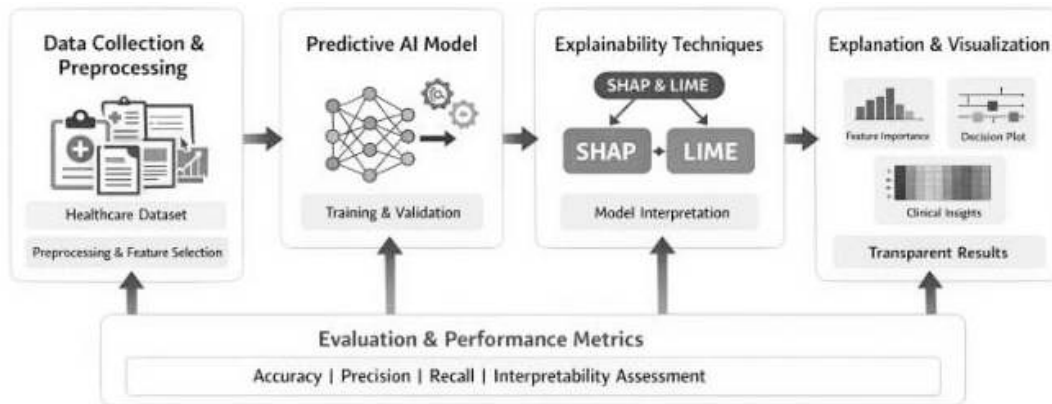 Data Collection &
Preprocessing
Healthcare Dataset
Preprocessing & Feature Selection
Predictive AI Model
Training & Validation
Explainability Techniques
SHAP & LIME
SHAP
LIME
Model Interpretation
Explanation & Visualization
Feature Importance
Decision Plot
Clinical Insights
Transparent Results
Evaluation & Performance Metrics
Accuracy | Precision | Recall | Interpretability Assessment